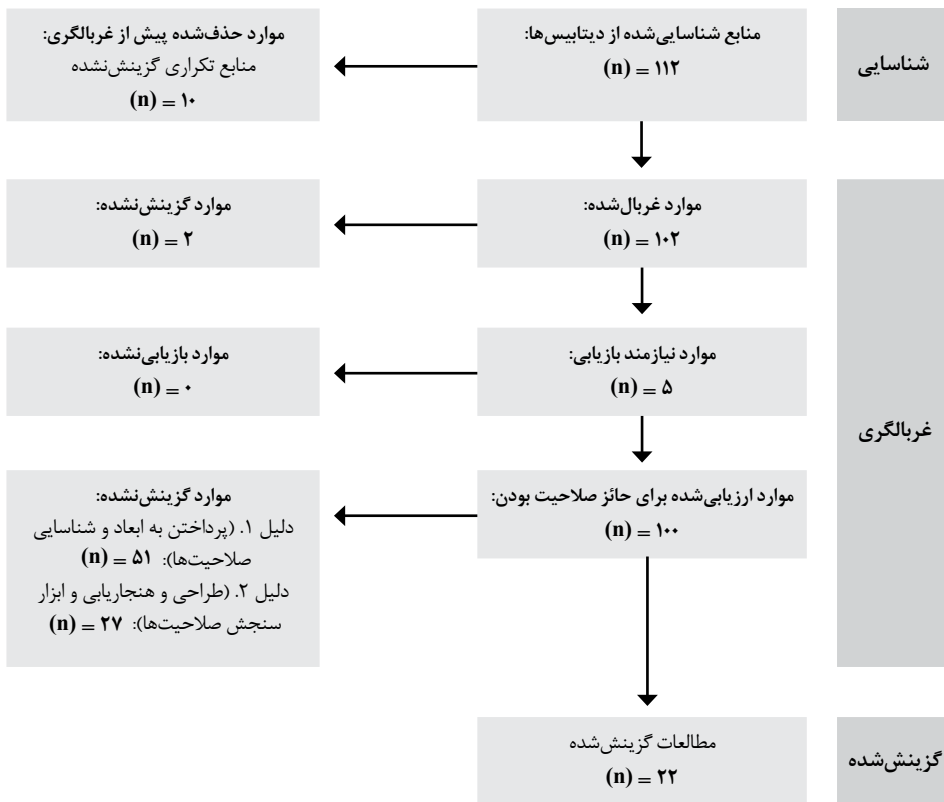 شناسایی
منابع شناسایی‌شده از دیتابیس‌ها:
(n) = ۱۱۲
موارد حذف‌شده پیش از غربالگری:
منابع تکراری گزینش‌نشده
(n) = ۱۰
غربالگری
موارد غربال‌شده:
(n) = ۱۰۲
موارد گزینش‌نشده:
(n) = ۲
موارد نیازمند بازیابی:
(n) = ۵
موارد بازیابی‌نشده:
(n) = ۰
موارد ارزیابی‌شده برای حائز صلاحیت بودن:
(n) = ۱۰۰
موارد گزینش‌نشده:
دلیل ۱. (پرداختن به ابعاد و شناسایی
صلاحیت‌ها): (n) = ۵۱
دلیل ۲. (طراحی و هنجاریابی و ابزار
سنجش صلاحیت‌ها): (n) = ۲۷
گزینش‌شده
مطالعات گزینش‌شده
(n) = ۲۲